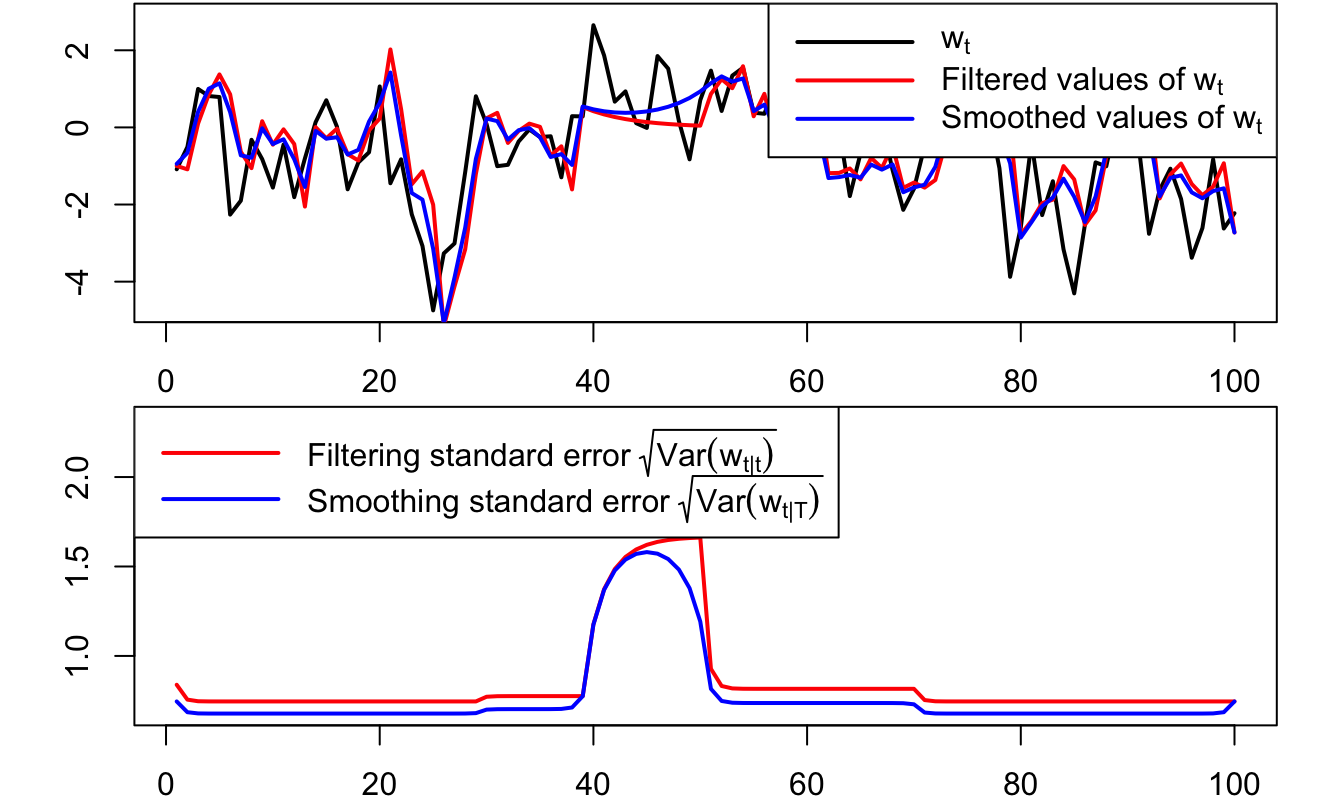 2
0
-2
-4
w_t
Filtered values of w_t
Smoothed values of w_t
0 20 40 60 80 100
2.0
1.5
1.0
Filtering standard error √Var(w_t|t)
Smoothing standard error √Var(w_t|T)
0 20 40 60 80 100